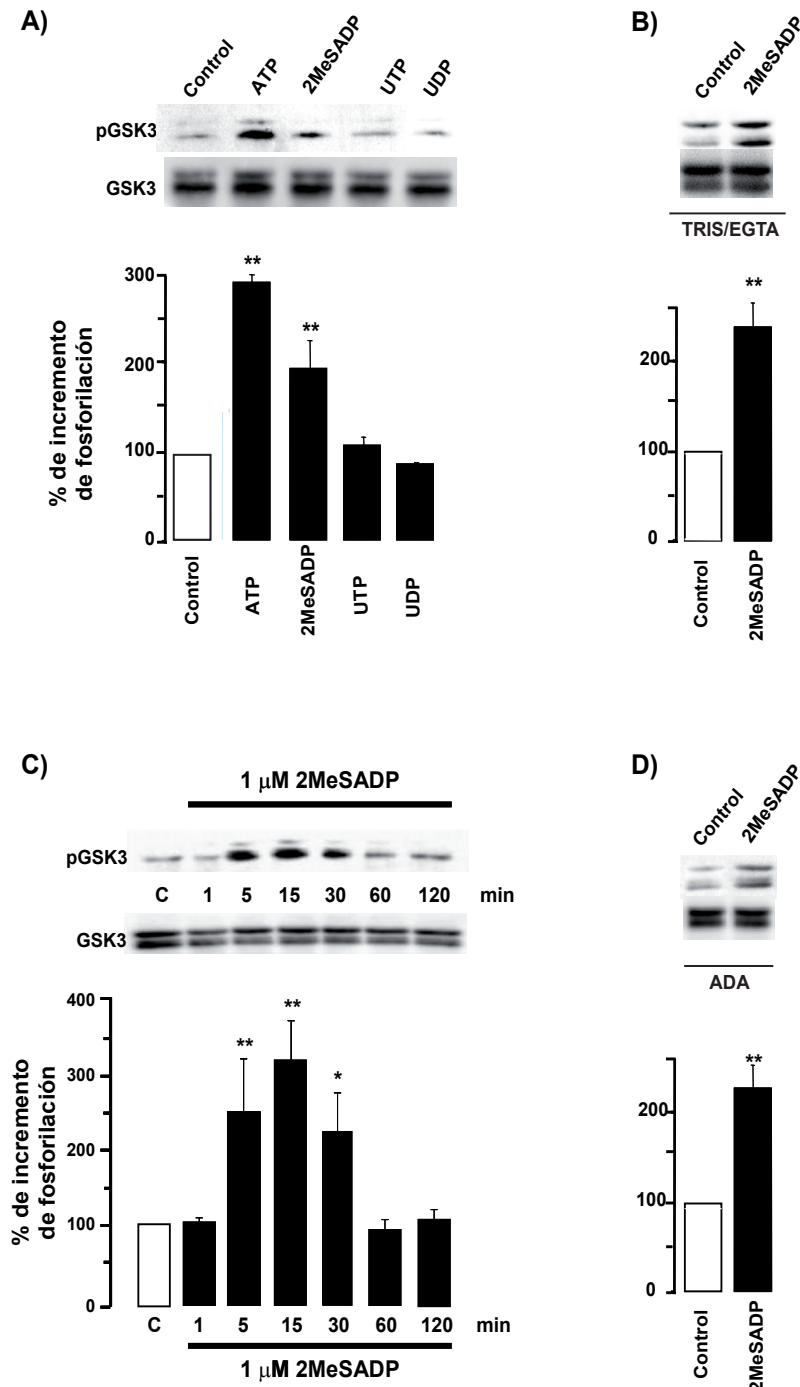 A)
Control ATP 2MeSADP UTP UDP
pGSK3
GSK3
300
200
100
0
% de incremento
de fosforilación
** **
Control ATP 2MeSADP UTP UDP
B)
Control 2MeSADP
TRIS/EGTA
**
200
100
0
Control 2MeSADP
C)
1 μM 2MeSADP
pGSK3
C 1 5 15 30 60 120 min
GSK3
400
300
200
100
0
% de incremento
de fosforilación
** ** *
C 1 5 15 30 60 120 min
1 μM 2MeSADP
D)
Control 2MeSADP
ADA
**
200
100
0
Control 2MeSADP